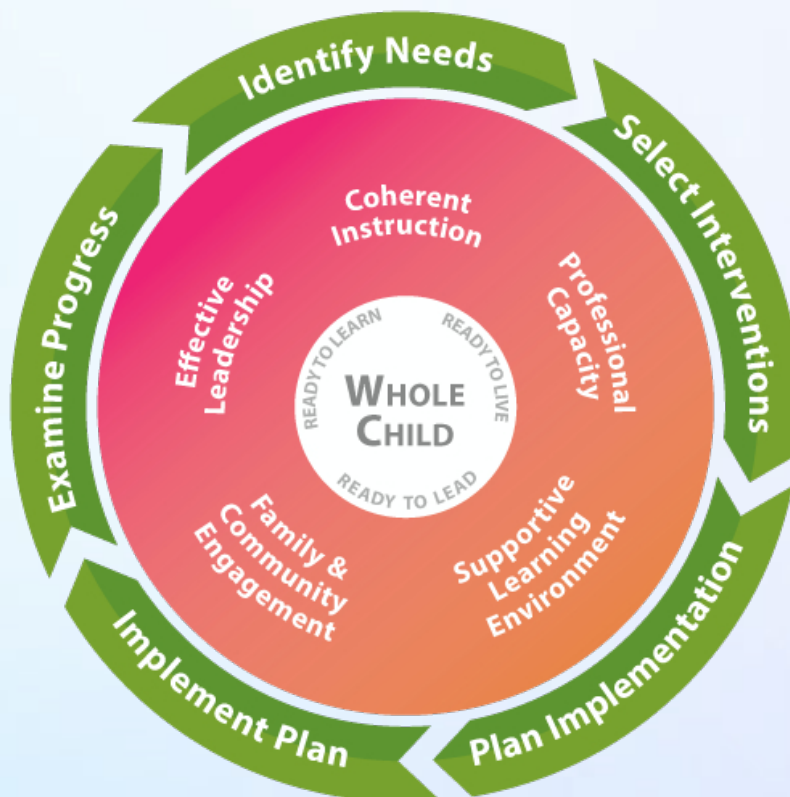 Identify Needs
Select Interventions
Plan Implementation
Implement Plan
Examine Progress
Coherent
Instruction
Professional
Capacity
Supportive
Learning
Environment
Family &
Community
Engagement
Effective
Leadership
READY TO LEARN
READY TO LIVE
READY TO LEAD
WHOLE
CHILD